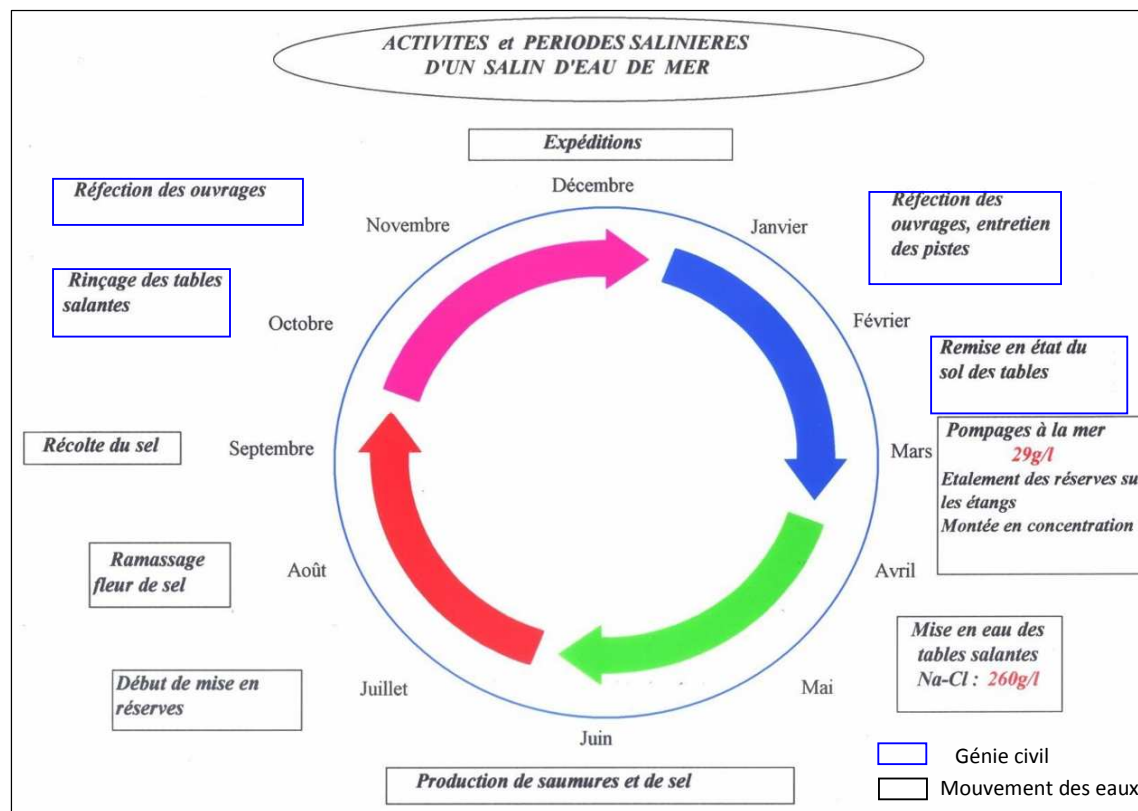 ACTIVITES et PERIODES SALINIERES
D'UN SALIN D'EAU DE MER
Expéditions
Décembre
Réfection des ouvrages
Novembre
Janvier
Réfection des
ouvrages, entretien
des pistes
Rinçage des tables
salantes
Octobre
Février
Remise en état du
sol des tables
Récolte du sel
Septembre
Mars
Pompages à la mer
29g/l
Etalement des réserves su
les étangs
Montée en concentration
Ramassage
fleur de sel
Août
Avril
Mise en eau des
tables salantes
Na-Cl : 260g/l
Début de mise en
réserves
Juillet
Mai
Juin
Production de saumures et de sel
Génie civil
Mouvement des eaux